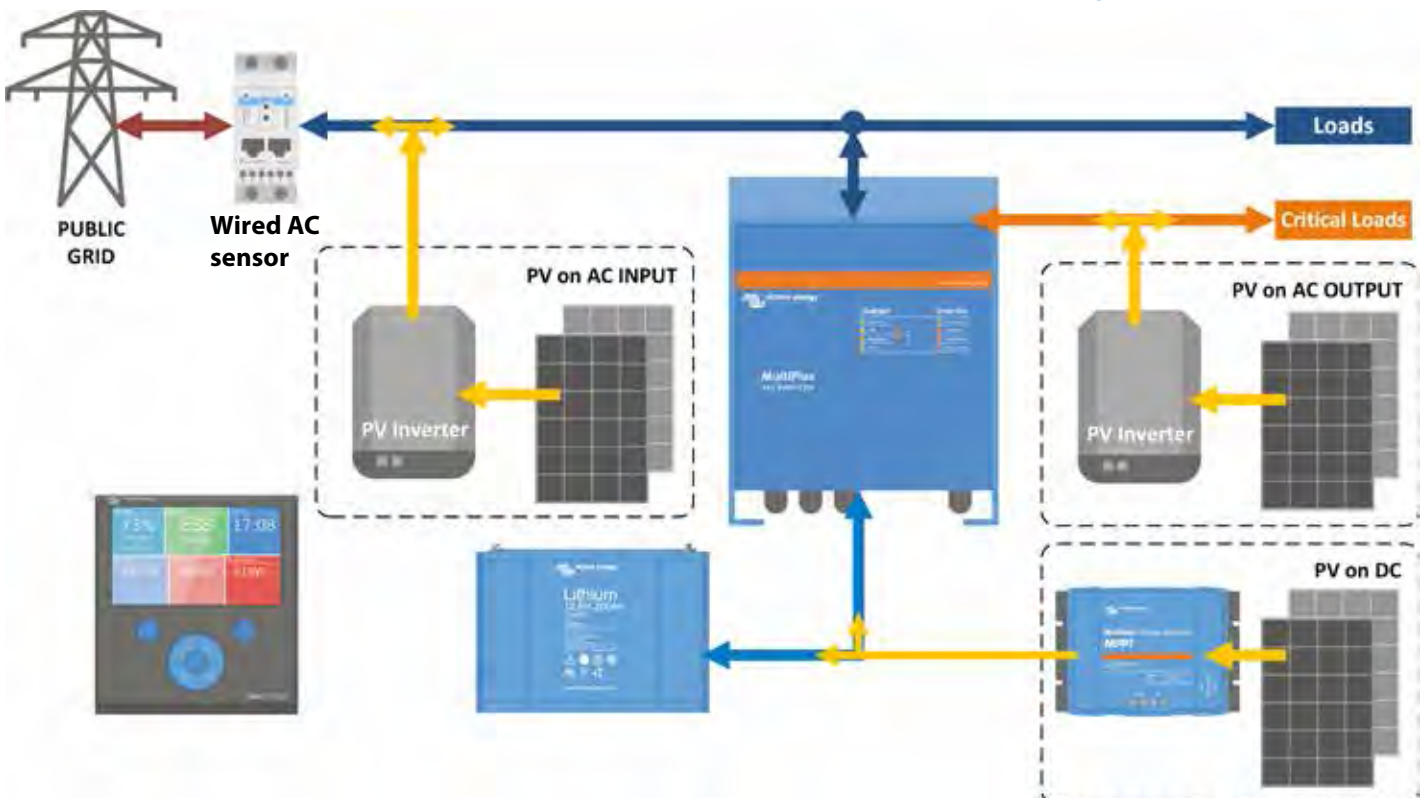 Loads
Critical Loads
PUBLIC
GRID
Wired AC
sensor
PV on AC INPUT
PV Inverter
MultiPlus
PV on AC OUTPUT
PV Inverter
73%
17:08
Lithium
PV on DC
MPPT